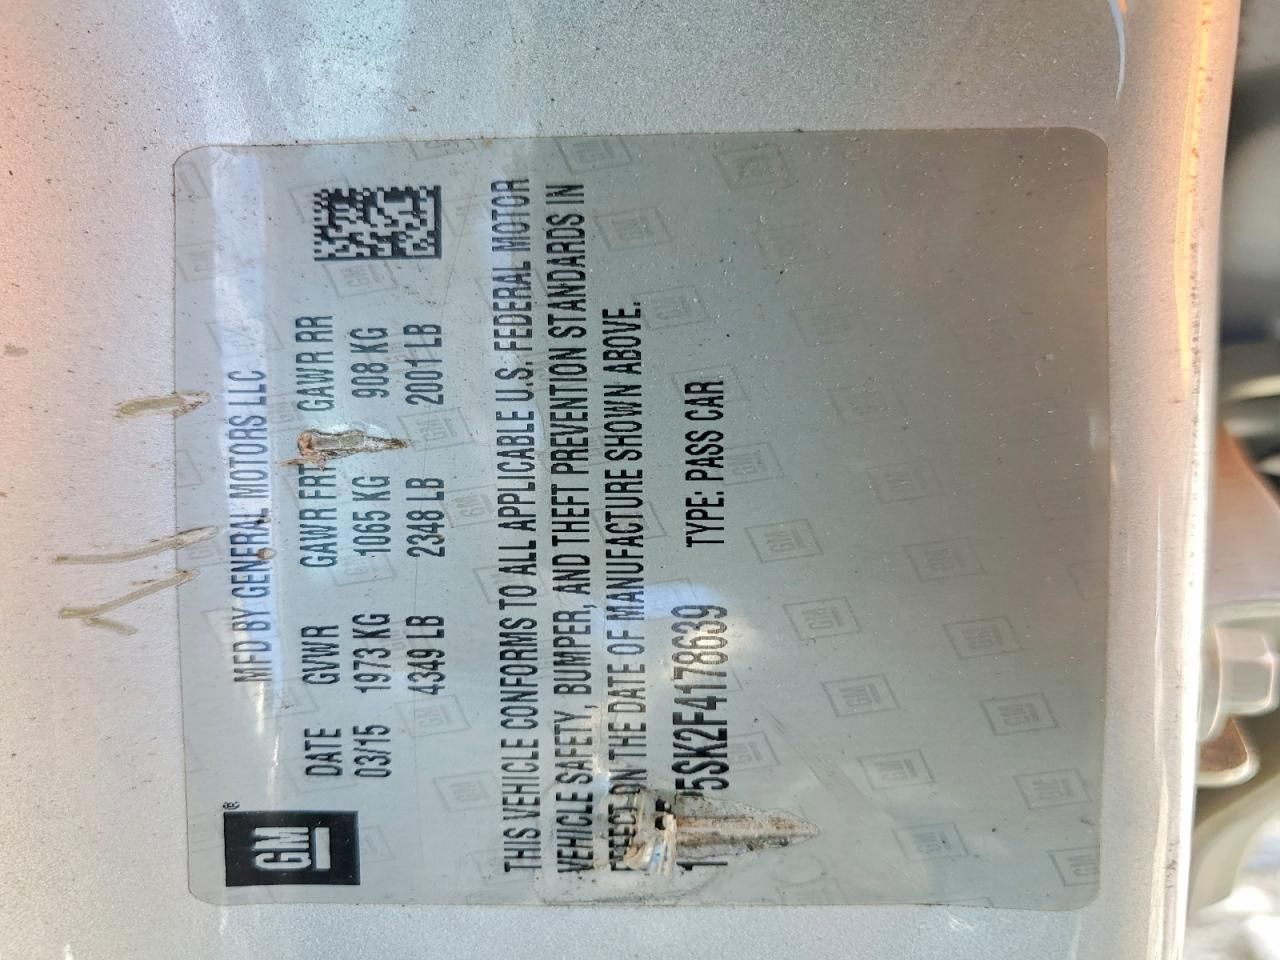 GM®
MFD BY GENERAL MOTORS LLC
DATE GVWR GAWR FRT GAWR RR
03/15 1973 KG 1065 KG 908 KG
4349 LB 2348 LB 2001 LB
THIS VEHICLE CONFORMS TO ALL APPLICABLE U.S. FEDERAL MOTOR
VEHICLE SAFETY, BUMPER, AND THEFT PREVENTION STANDARDS IN
EFFECT ON THE DATE OF MANUFACTURE SHOWN ABOVE.
TYPE: PASS CAR